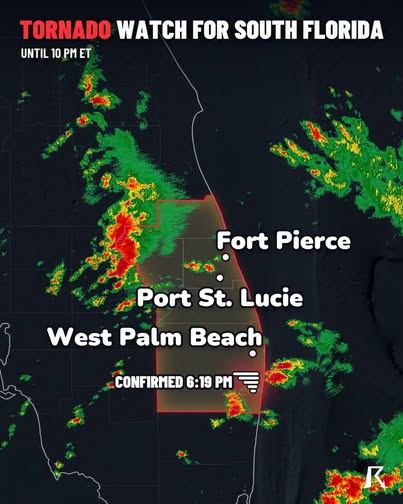 TORNADO WATCH FOR SOUTH FLORIDA
UNTIL 10 PM ET
Fort Pierce
Port St. Lucie
West Palm Beach
CONFIRMED 6:19 PM
R